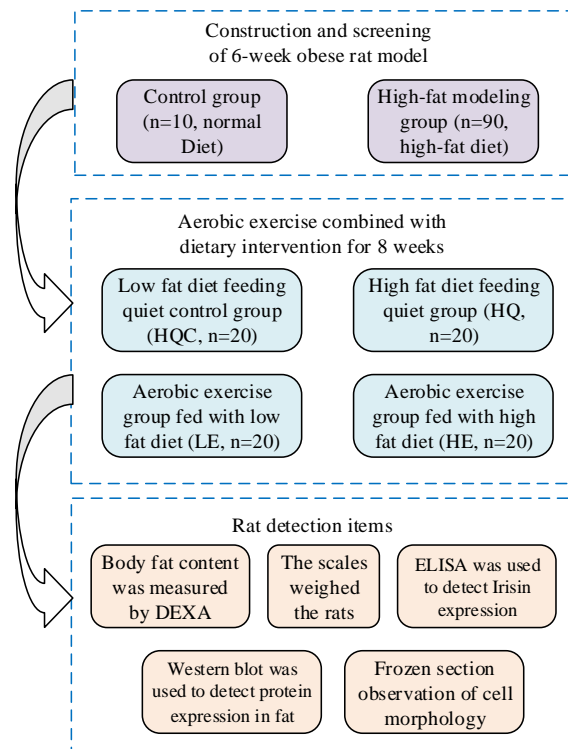 Construction and screening
of 6-week obese rat model
Control group
(n=10, normal
Diet)
High-fat modeling
group (n=90,
high-fat diet)
Aerobic exercise combined with
dietary intervention for 8 weeks
Low fat diet feeding
quiet control group
(HQC, n=20)
High fat diet feeding
quiet group (HQ,
n=20)
Aerobic exercise
group fed with low
fat diet (LE, n=20)
Aerobic exercise
group fed with high
fat diet (HE, n=20)
Rat detection items
Body fat content
was measured
by DEXA
The scales
weighed
the rats
ELISA was used
to detect Irisin
expression
Western blot was
used to detect protein
expression in fat
Frozen section
observation of cell
morphology